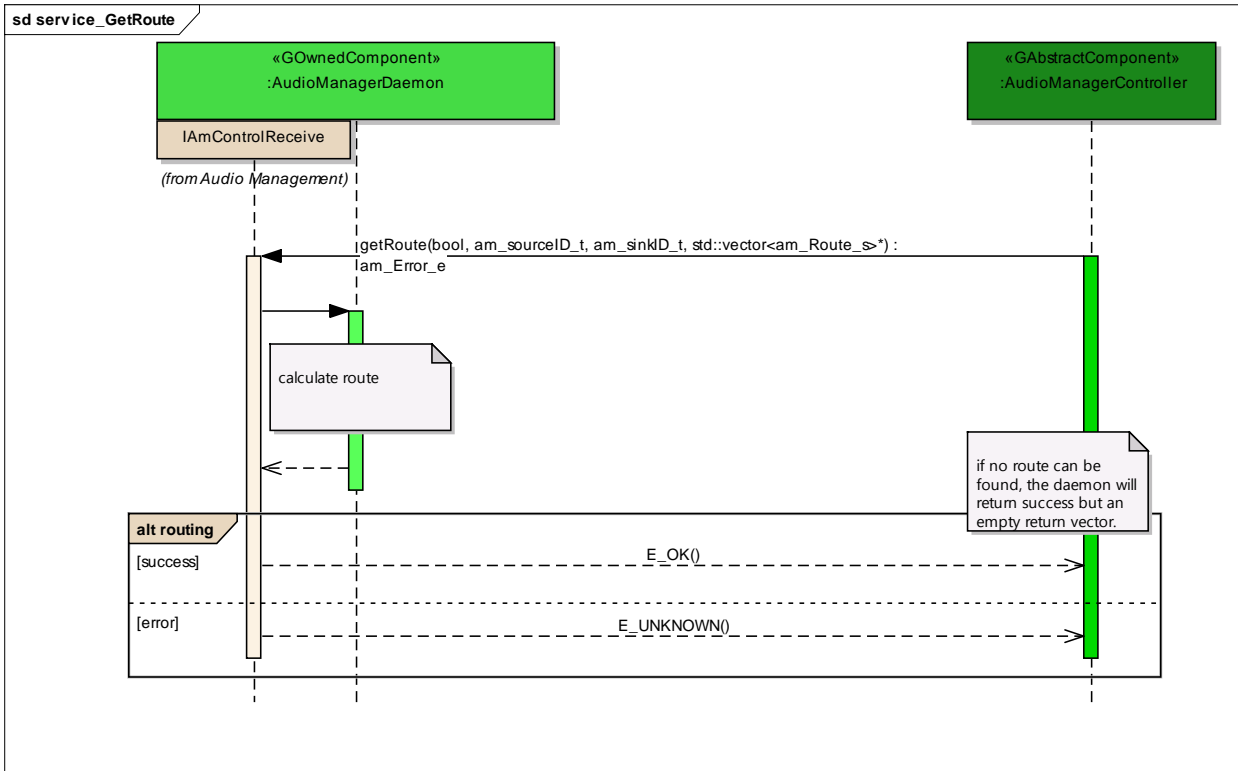 sd service_GetRoute
«GOwnedComponent»
:AudioManagerDaemon
«GAbstractComponent»
:AudioManagerController
IAmControlReceive
(from Audio Management)
getRoute(bool, am_sourceID_t, am_sinkID_t, std::vector<am_Route_s>*) :
am_Error_e
calculate route
if no route can be
found, the daemon will
return success but an
empty return vector.
alt routing
[success]
E_OK()
[error]
E_UNKNOWN()